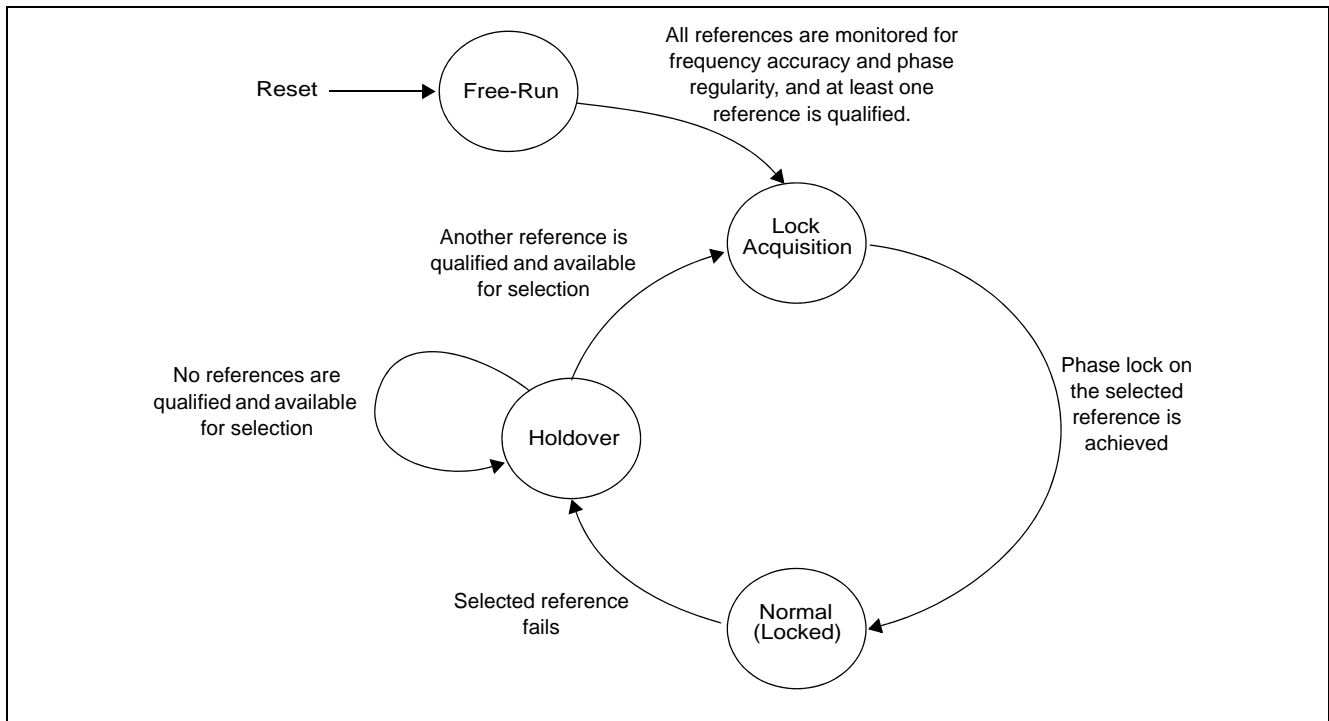 All references are monitored for
frequency accuracy and phase
regularity, and at least one
reference is qualified.
Reset
Free-Run
Lock
Acquisition
Another reference is
qualified and available
for selection
No references are
qualified and available
for selection
Holdover
Phase lock on
the selected
reference is
achieved
Selected reference
fails
Normal
(Locked)